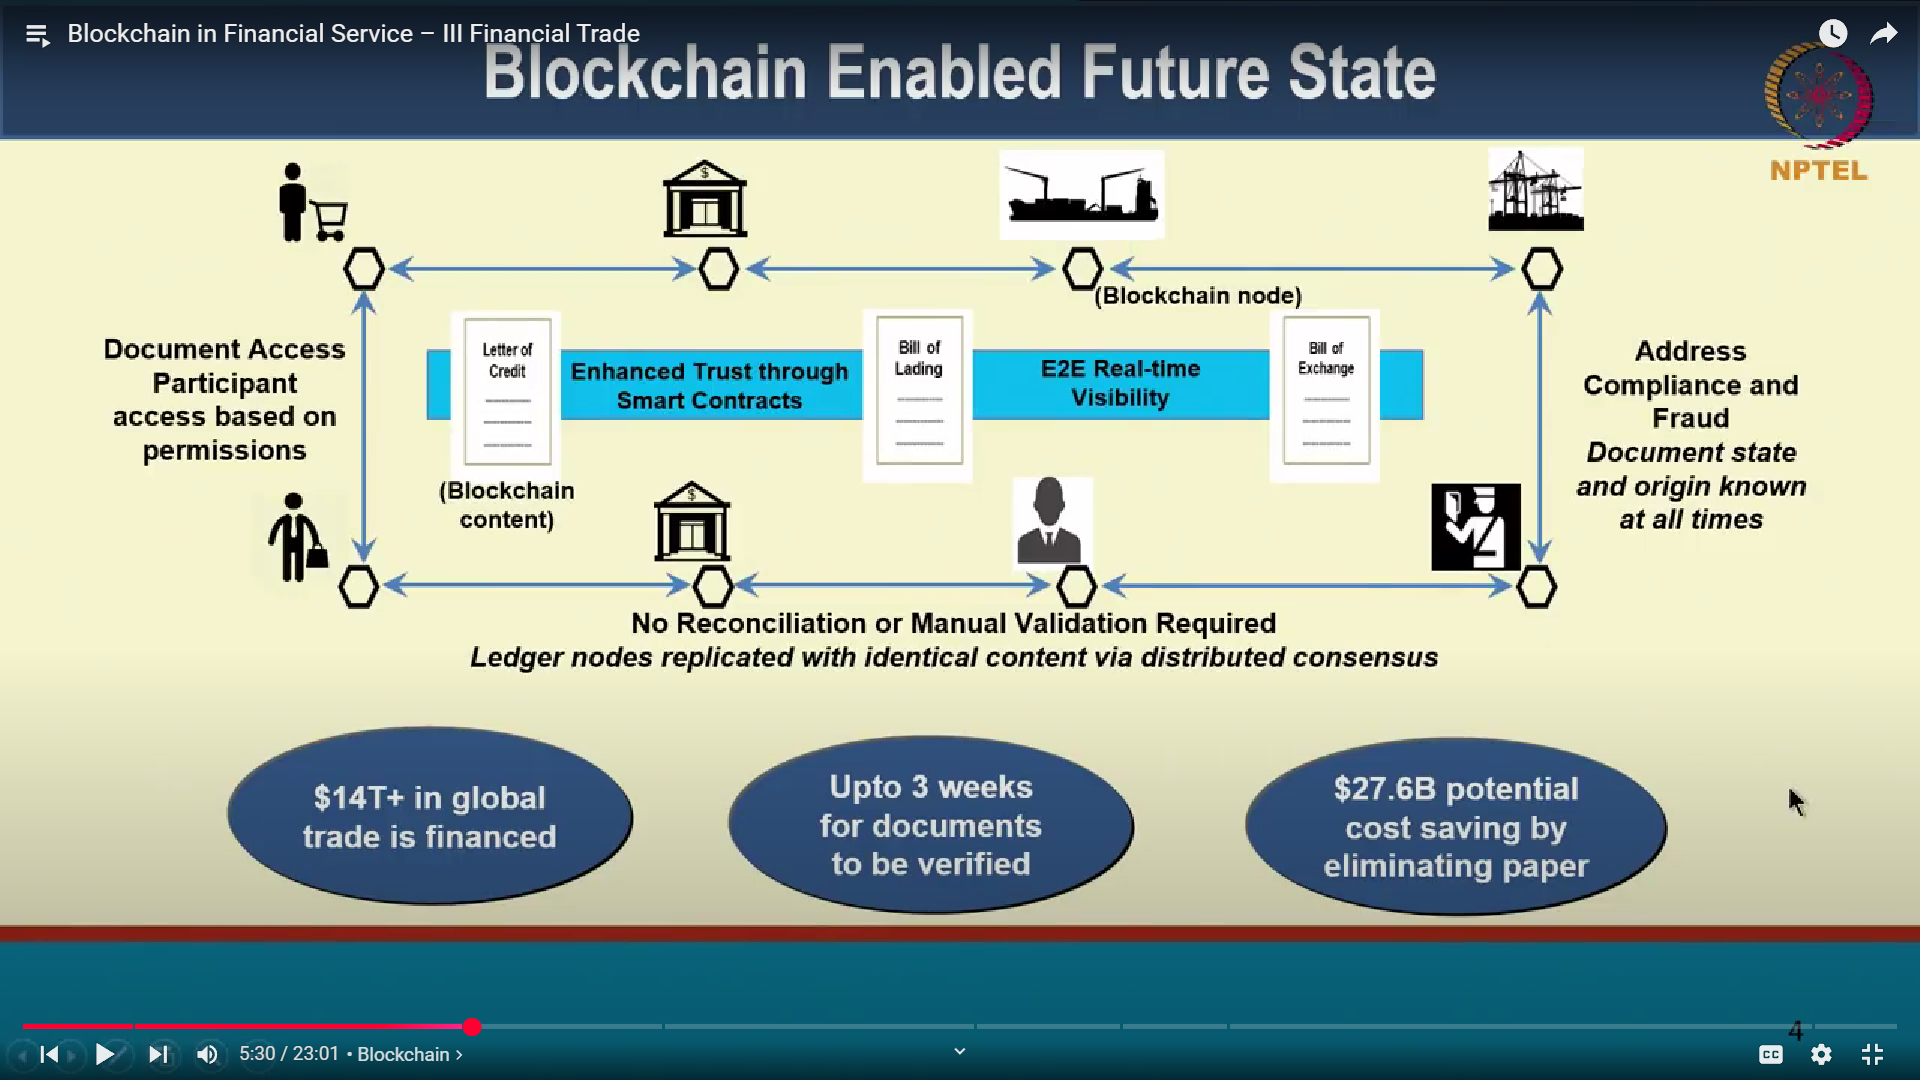 Blockchain in Financial Service – III Financial Trade
Blockchain Enabled Future State
NPTEL
$
(Blockchain node)
Document Access
Participant
access based on
permissions
Letter of
Credit
Enhanced Trust through
Smart Contracts
Bill of
Lading
E2E Real-time
Visibility
Bill of
Exchange
Address
Compliance and
Fraud
Document state
and origin known
at all times
(Blockchain
content)
$
No Reconciliation or Manual Validation Required
Ledger nodes replicated with identical content via distributed consensus
$14T+ in global
trade is financed
Upto 3 weeks
for documents
to be verified
$27.6B potential
cost saving by
eliminating paper
4
5:30 / 23:01 • Blockchain >
CC